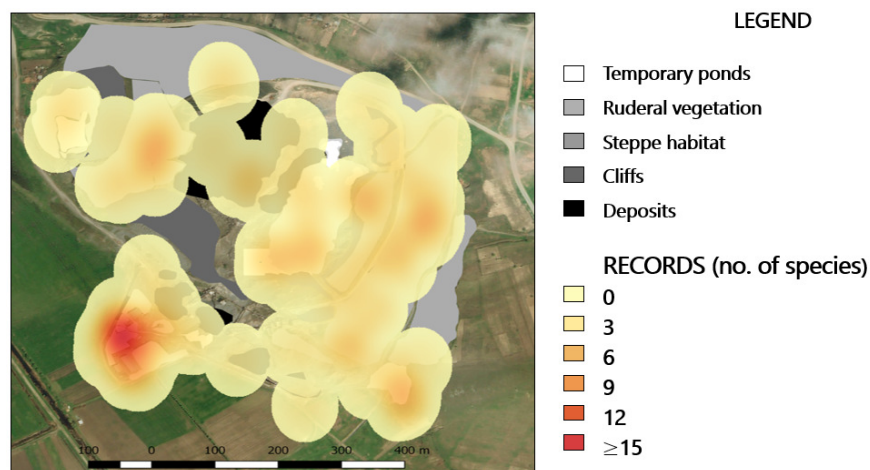 LEGEND
Temporary ponds
Ruderal vegetation
Steppe habitat
Cliffs
Deposits
RECORDS (no. of species)
0
3
6
9
12
≥15
100 0 100 200 300 400 m